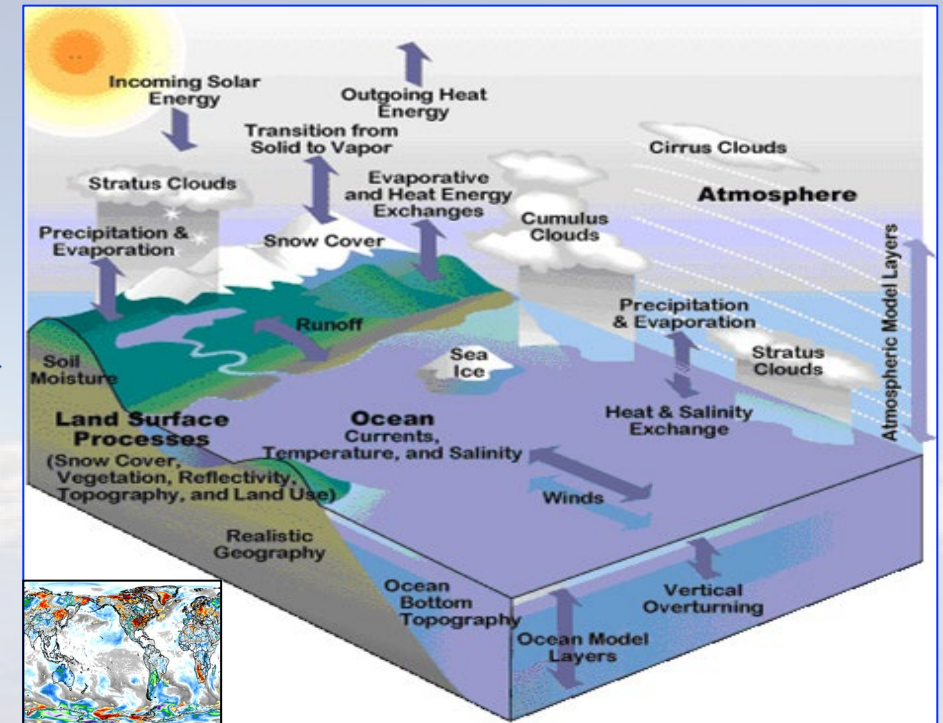 Incoming Solar
Energy
Outgoing Heat
Energy
Transition from
Solid to Vapor
Cirrus Clouds
Stratus Clouds
Evaporative
and Heat Energy
Exchanges
Atmosphere
Cumulus
Clouds
Precipitation &
Evaporation
Snow Cover
Atmospheric Model Layers
Precipitation
& Evaporation
Runoff
Sea
Ice
Stratus
Clouds
Soil
Moisture
Land Surface
Processes
(Snow Cover,
Vegetation, Reflectivity,
Topography, and Land Use)
Ocean
Currents,
Temperature, and Salinity
Heat & Salinity
Exchange
Winds
Realistic
Geography
Ocean
Bottom
Topography
Vertical
Overturning
Ocean Model
Layers